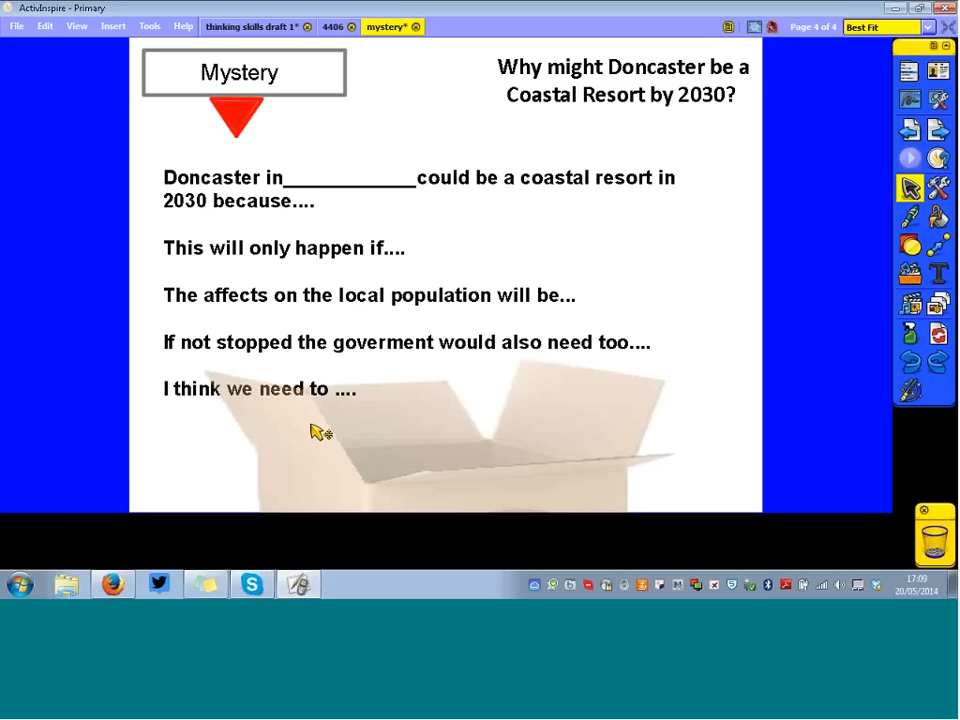 ActivInspire - Primary
File Edit View Insert Tools Help thinking skills draft 1* 4406 mystery* Page 4 of 4 Best Fit
Mystery
Why might Doncaster be a
Coastal Resort by 2030?
Doncaster in____________could be a coastal resort in
2030 because....
This will only happen if....
The affects on the local population will be...
If not stopped the goverment would also need too....
I think we need to ....
17:09
20/05/2014